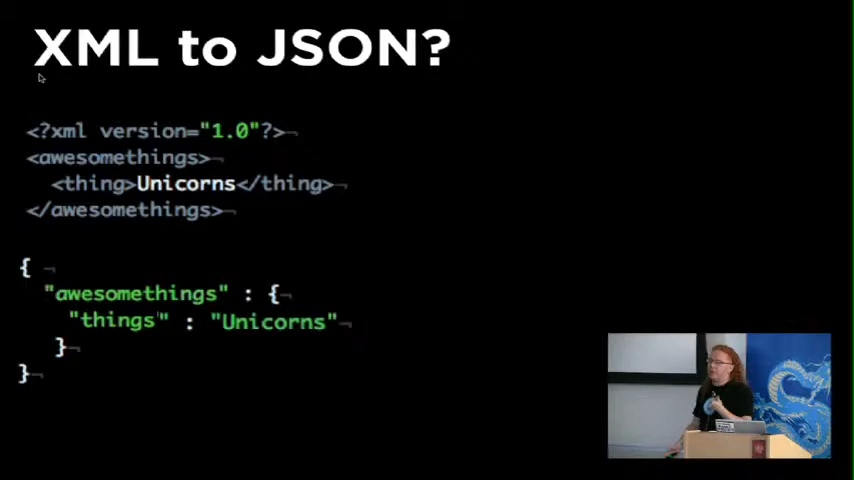 XML to JSON?
<?xml version="1.0"?>¬
<awesomethings>¬
<thing>Unicorns</thing>¬
</awesomethings>¬
{ ¬
"awesomethings" : {¬
"things'" : "Unicorns"¬
}¬
}¬